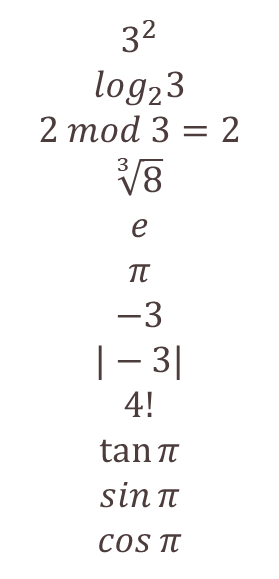 3²
log₂3
2 mod 3 = 2
∛8
e
π
−3
|−3|
4!
tan π
sin π
cos π